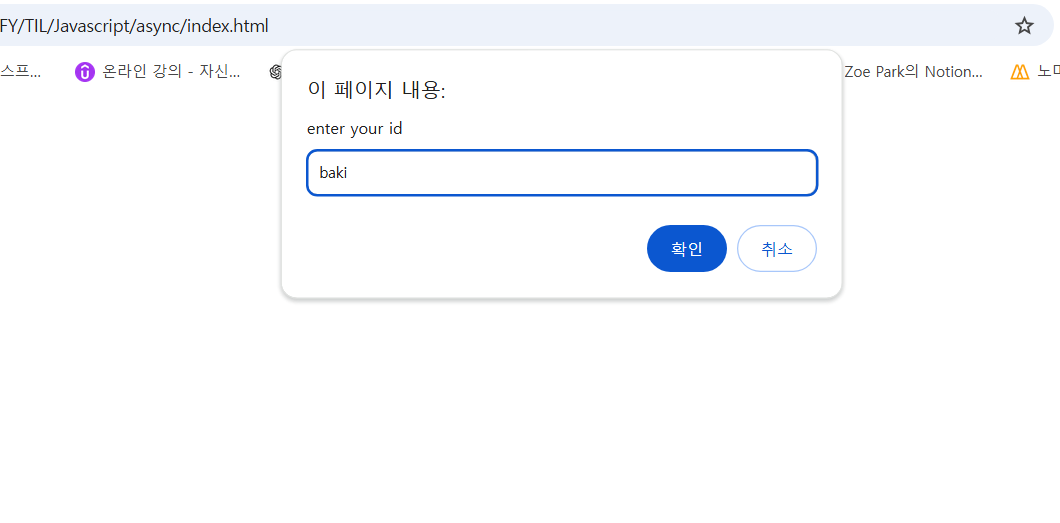 FY/TIL/Javascript/async/index.html
스프... 온라인 강의 - 자신... Zoe Park의 Notion...
이 페이지 내용:
enter your id
baki
확인 취소